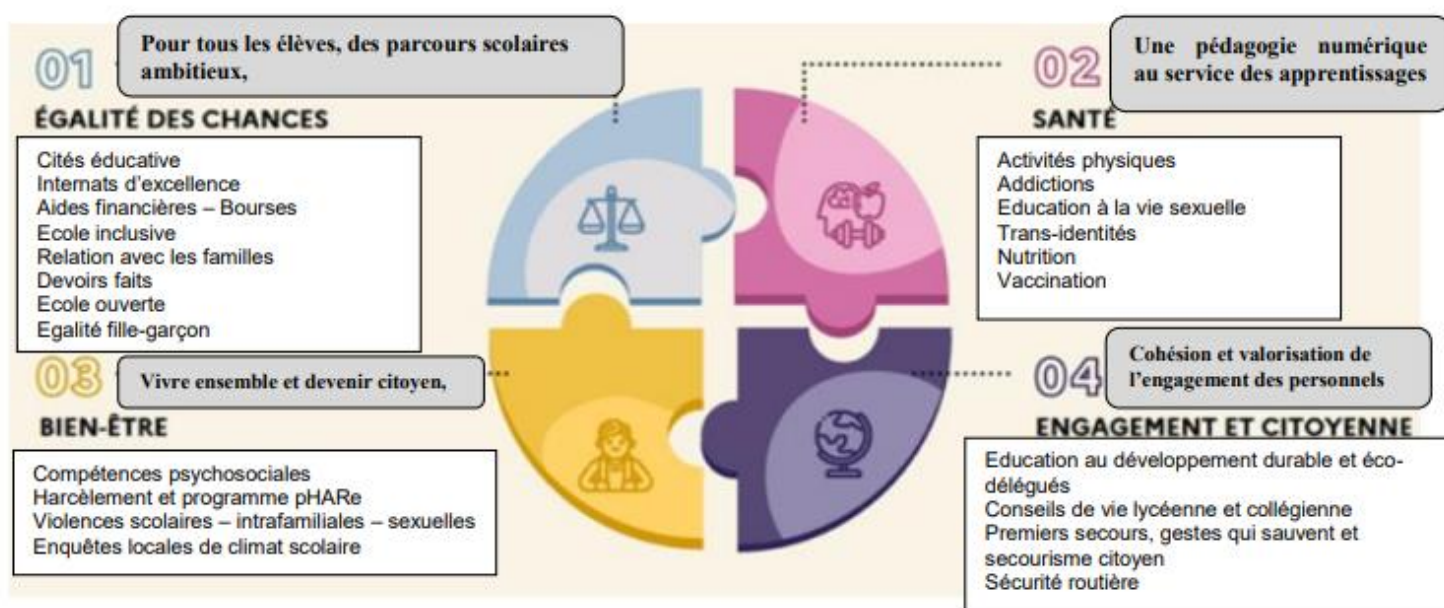 01
Pour tous les élèves, des parcours scolaires
ambitieux,
ÉGALITÉ DES CHANCES
Cités éducative
Internats d’excellence
Aides financières – Bourses
Ecole inclusive
Relation avec les familles
Devoirs faits
Ecole ouverte
Egalité fille-garçon
02
Une pédagogie numérique
au service des apprentissages
SANTÉ
Activités physiques
Addictions
Education à la vie sexuelle
Trans-identités
Nutrition
Vaccination
03
Vivre ensemble et devenir citoyen,
BIEN-ÊTRE
Compétences psychosociales
Harcèlement et programme pHARe
Violences scolaires – intrafamiliales – sexuelles
Enquêtes locales de climat scolaire
04
Cohésion et valorisation de
l’engagement des personnels
ENGAGEMENT ET CITOYENNE
Education au développement durable et éco-
délégués
Conseils de vie lycéenne et collégienne
Premiers secours, gestes qui sauvent et
secourisme citoyen
Sécurité routière